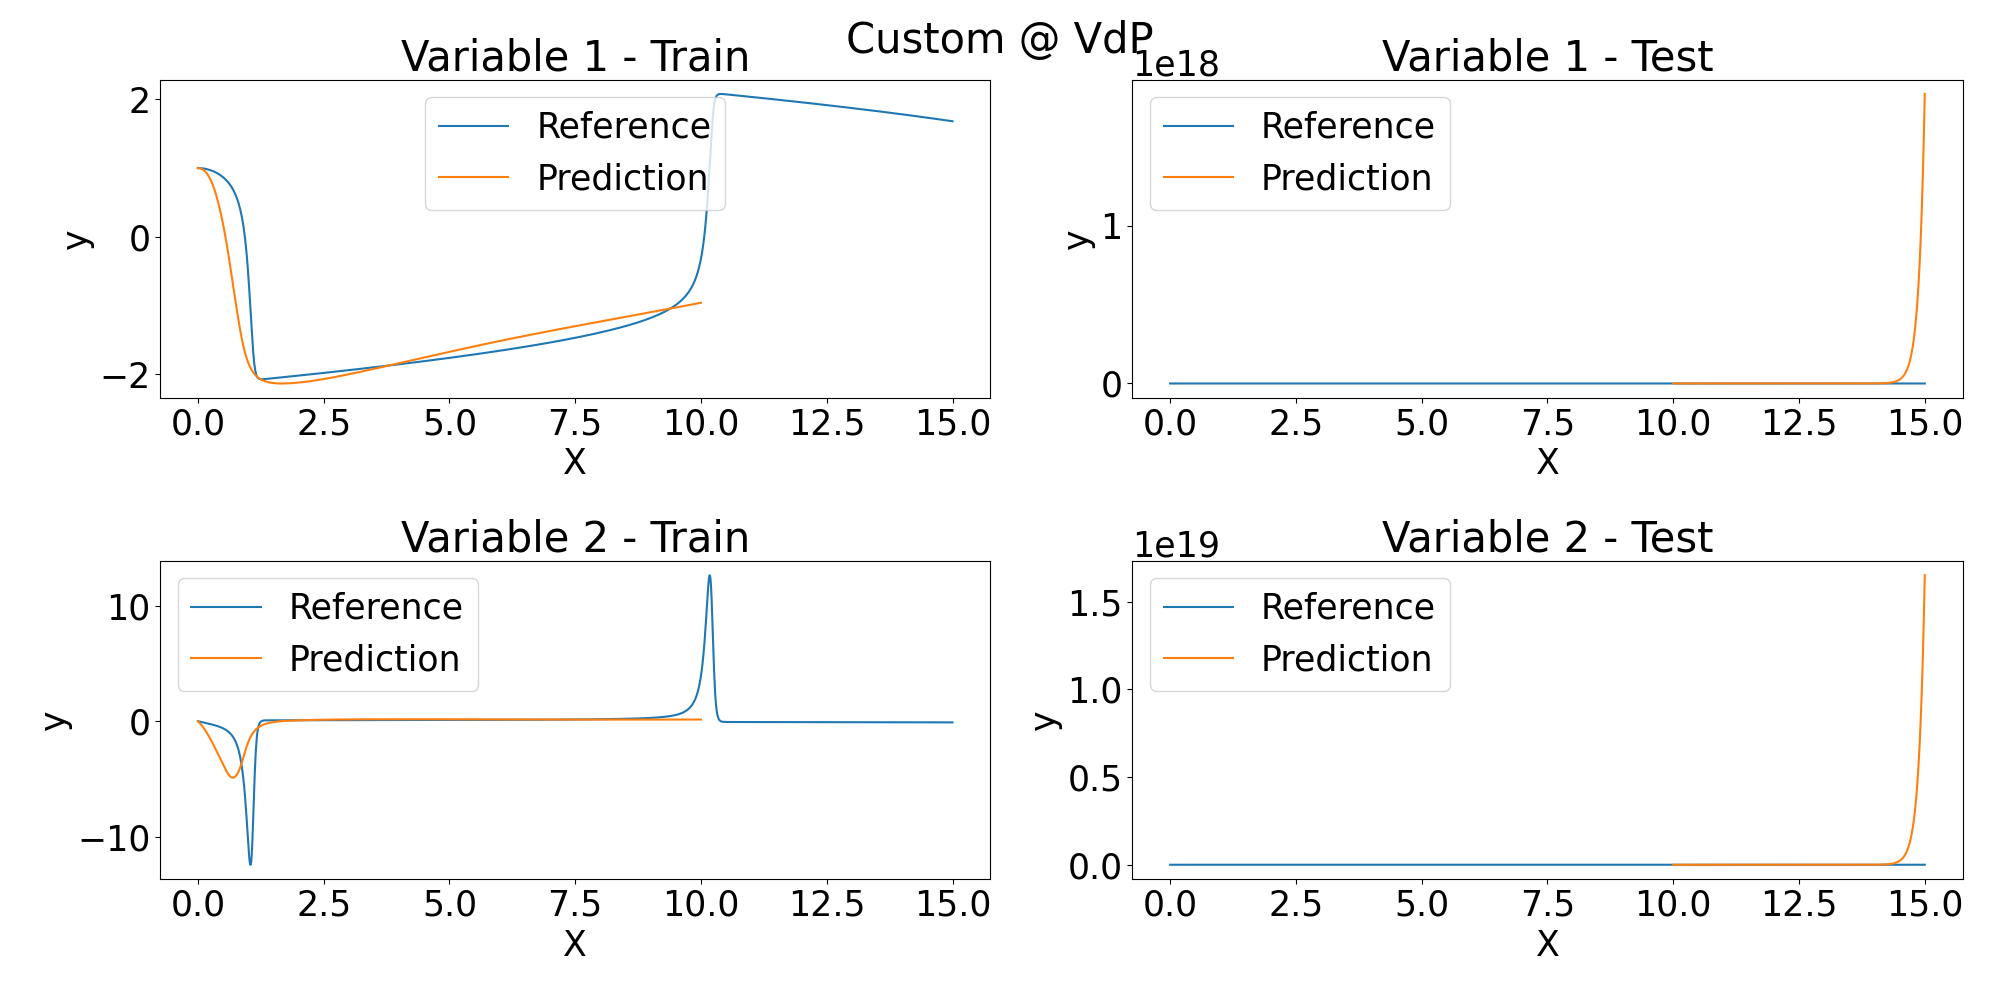 Custom @ VdP
Variable 1 - Train
2
0
−2
y
Reference
Prediction
0.0 2.5 5.0 7.5 10.0 12.5 15.0
X
Variable 1 - Test
1e18
1
0
y
Reference
Prediction
0.0 2.5 5.0 7.5 10.0 12.5 15.0
X
Variable 2 - Train
10
0
−10
y
Reference
Prediction
0.0 2.5 5.0 7.5 10.0 12.5 15.0
X
Variable 2 - Test
1e19
1.5
1.0
0.5
0.0
y
Reference
Prediction
0.0 2.5 5.0 7.5 10.0 12.5 15.0
X